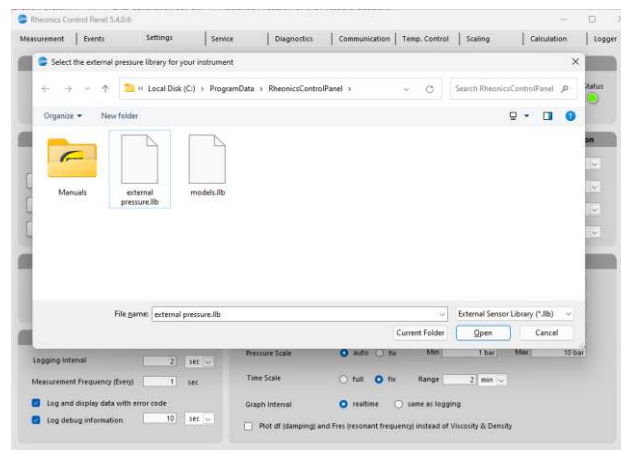 Rheonics Control Panel 5.4.0.6
Measurement Events Settings Service Diagnostics Communication Temp. Control Scaling Calculation Logger
Select the external pressure library for your instrument
« Local Disk (C:) › ProgramData › RheonicsControlPanel ›
Search RheonicsControlPanel
Status
Organize New folder
on
Manuals
external pressure.llb
models.llb
File name: external pressure.llb External Sensor Library (*.llb)
Current Folder Open Cancel
Pressure Scale auto fix Min 1 bar Max 10 bar
Logging Interval 2 sec
Time Scale full fix Range 2 min
Measurement Frequency (Every) 1 sec
Log and display data with error code
Graph Interval realtime same as logging
Log debug information 10 sec
Plot df (damping) and Fres (resonant frequency) instead of Viscosity & Density